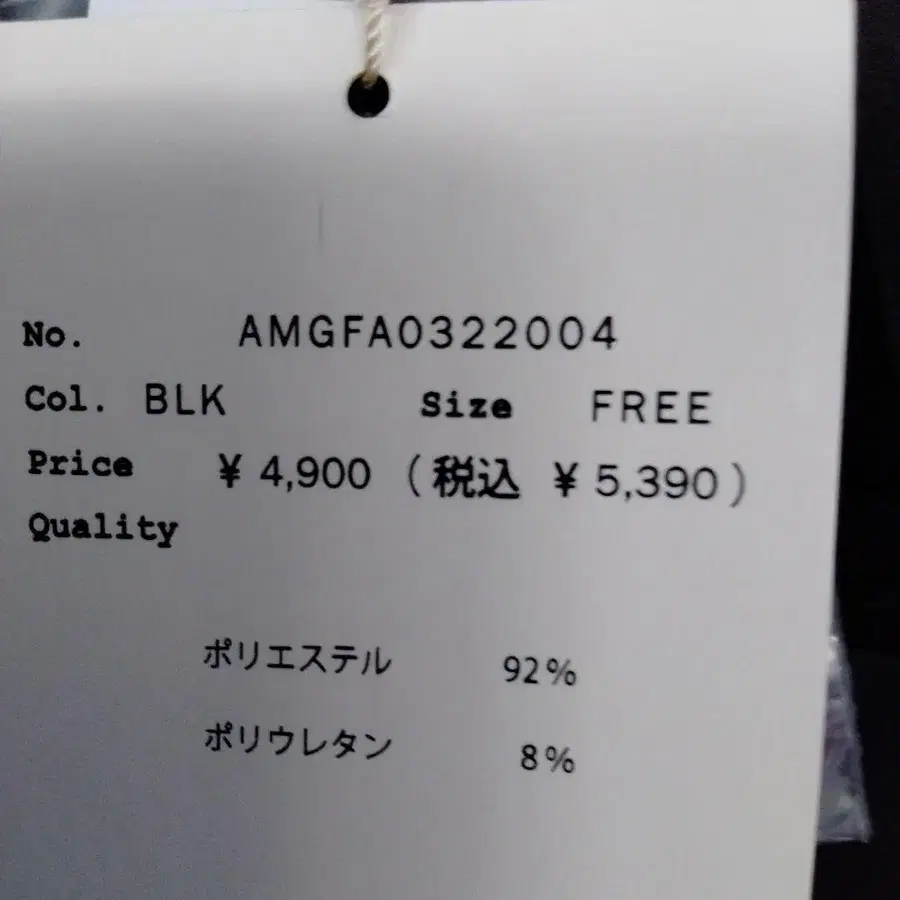 No. AMGFA0322004
Col. BLK Size FREE
Price ¥ 4,900 (税込 ¥ 5,390)
Quality
ポリエステル 92%
ポリウレタン 8%